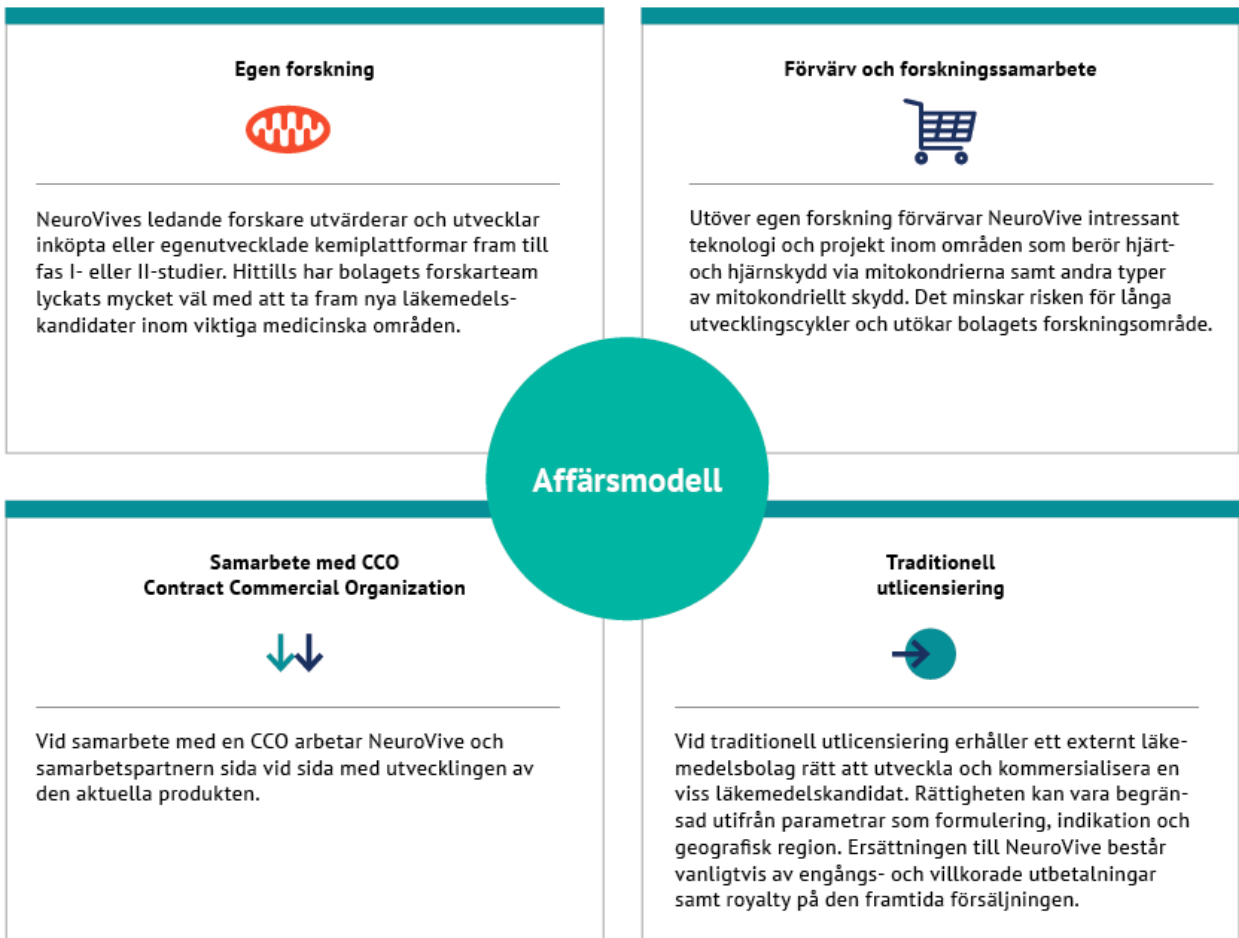 Egen forskning
NeuroVives ledande forskare utvärderar och utvecklar
inköpta eller egenutvecklade kemiplattformar fram till
fas I- eller II-studier. Hittills har bolagets forskarteam
lyckats mycket väl med att ta fram nya läkemedels-
kandidater inom viktiga medicinska områden.
Förvärv och forskningssamarbete
Utöver egen forskning förvärvar NeuroVive intressant
teknologi och projekt inom områden som berör hjärt-
och hjärnskydd via mitokondrierna samt andra typer
av mitokondriellt skydd. Det minskar risken för långa
utvecklingscykler och utökar bolagets forskningsområde.
Affärsmodell
Samarbete med CCO
Contract Commercial Organization
Vid samarbete med en CCO arbetar NeuroVive och
samarbetspartnern sida vid sida med utvecklingen av
den aktuella produkten.
Traditionell
utlicensiering
Vid traditionell utlicensiering erhåller ett externt läke-
medelsbolag rätt att utveckla och kommersialisera en
viss läkemedelskandidat. Rättigheten kan vara begrän-
sad utifrån parametrar som formulering, indikation och
geografisk region. Ersättningen till NeuroVive består
vanligtvis av engångs- och villkorade utbetalningar
samt royalty på den framtida försäljningen.